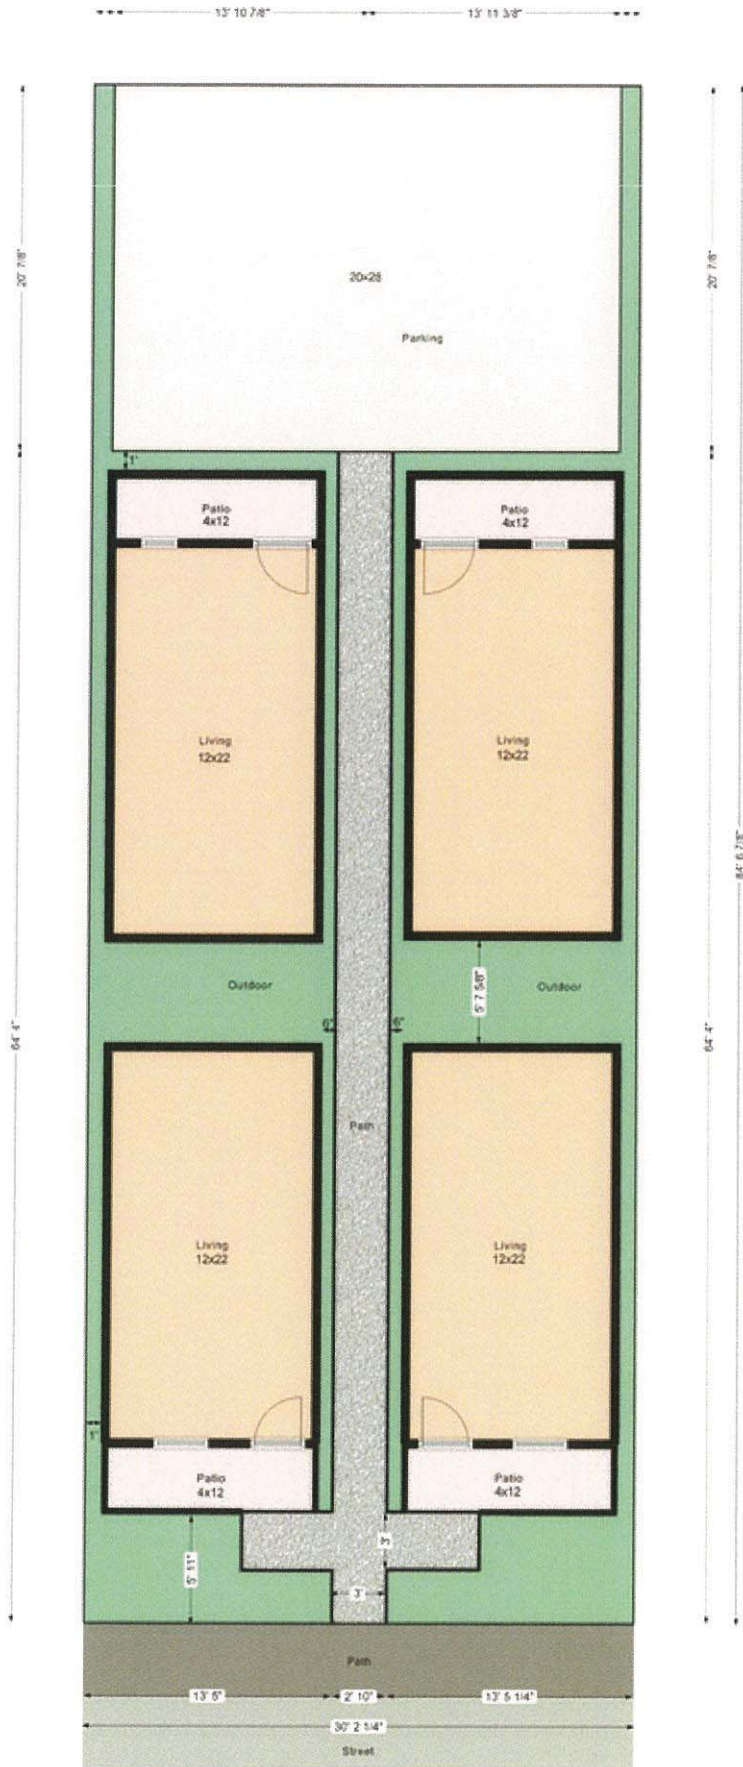 13' 10 7/8" 13' 11 3/8"
20' 7/8" 20' 7/8"
20x28
Parking
1'
Patio
4x12
Patio
4x12
Living
12x22
Living
12x22
84' 6 7/8"
Outdoor
5' 7 5/8"
Outdoor
6" 6"
64' 4" 64' 4"
Path
Living
12x22
Living
12x22
1'
Patio
4x12
Patio
4x12
5' 11"
3'
3'
Path
13' 5" 2' 10" 13' 5 1/4"
30' 2 1/4"
Street